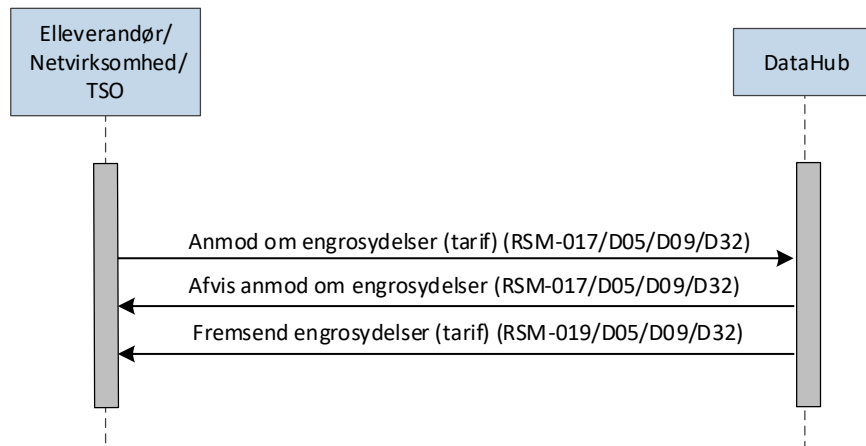 Elleverandør/
Netvirksomhed/
TSO
DataHub
Anmod om engrosydelser (tarif) (RSM-017/D05/D09/D32)
Afvis anmod om engrosydelser (RSM-017/D05/D09/D32)
Fremsend engrosydelser (tarif) (RSM-019/D05/D09/D32)